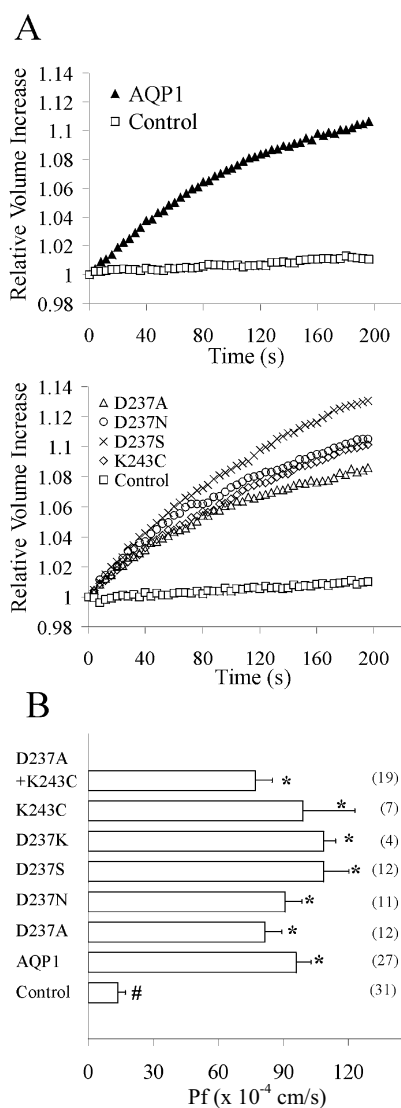 A
1.14
1.12
1.1
1.08
1.06
1.04
1.02
1
0.98
Relative Volume Increase
AQP1
Control
0 40 80 120 160 200
Time (s)
1.14
1.12
1.1
1.08
1.06
1.04
1.02
1
0.98
Relative Volume Increase
D237A
D237N
D237S
K243C
Control
0 40 80 120 160 200
Time (s)
B
D237A
+K243C * (19)
K243C * (7)
D237K * (4)
D237S * (12)
D237N * (11)
D237A * (12)
AQP1 * (27)
Control # (31)
0 30 60 90 120
Pf (x 10⁻⁴ cm/s)